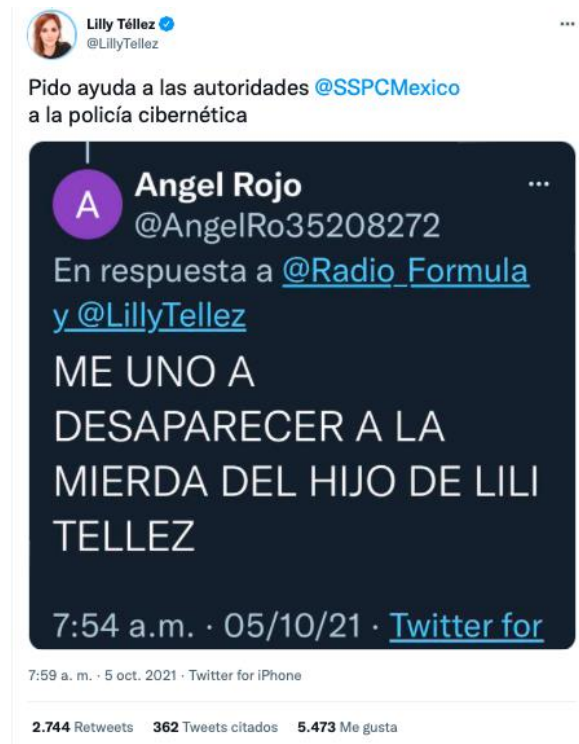 Lilly Téllez
@LillyTellez
Pido ayuda a las autoridades @SSPCMexico
a la policía cibernética
A
Angel Rojo
@AngelRo35208272
En respuesta a @Radio_Formula
y @LillyTellez
ME UNO A
DESAPARECER A LA
MIERDA DEL HIJO DE LILI
TELLEZ
7:54 a.m. · 05/10/21 · Twitter for
7:59 a. m. · 5 oct. 2021 · Twitter for iPhone
2.744 Retweets 362 Tweets citados 5.473 Me gusta